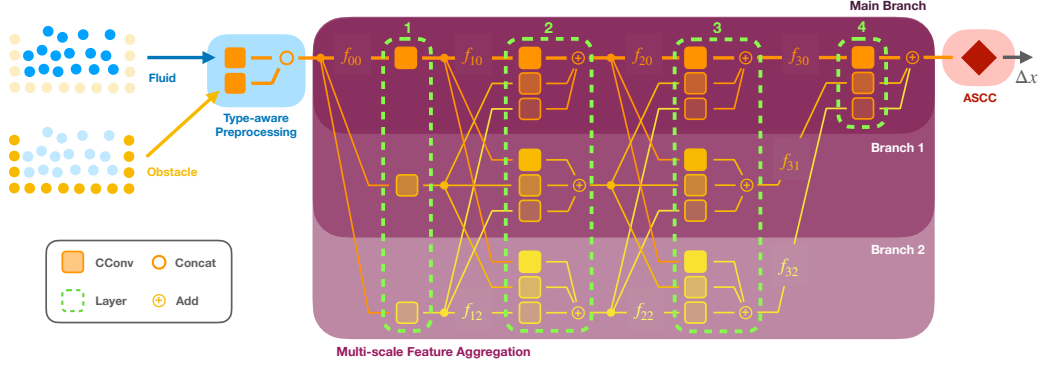 Main Branch
1
2
3
4
f00
f10
f20
f30
Fluid
Δx
ASCC
Type-aware
Preprocessing
Obstacle
Branch 1
f31
Branch 2
f32
CConv
Concat
Layer
Add
f12
f22
Multi-scale Feature Aggregation